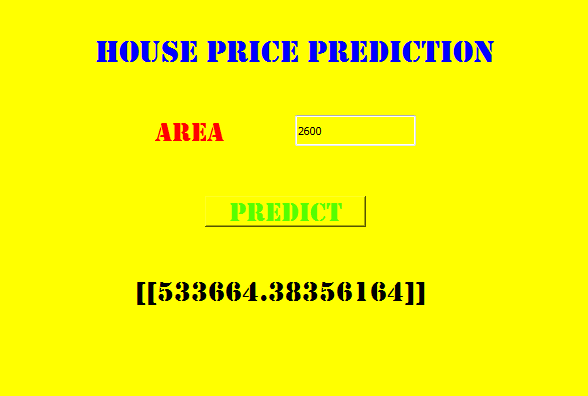 HOUSE PRICE PREDICTION
AREA
2600
PREDICT
[[533664.38356164]]